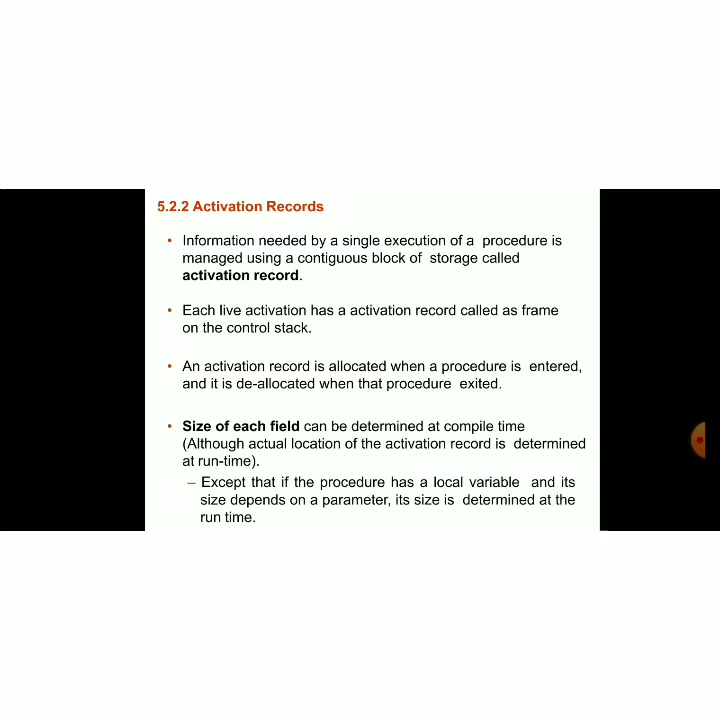 5.2.2 Activation Records
• Information needed by a single execution of a procedure is
managed using a contiguous block of storage called
activation record.
• Each live activation has a activation record called as frame
on the control stack.
• An activation record is allocated when a procedure is entered,
and it is de-allocated when that procedure exited.
• Size of each field can be determined at compile time
(Although actual location of the activation record is determined
at run-time).
– Except that if the procedure has a local variable and its
size depends on a parameter, its size is determined at the
run time.